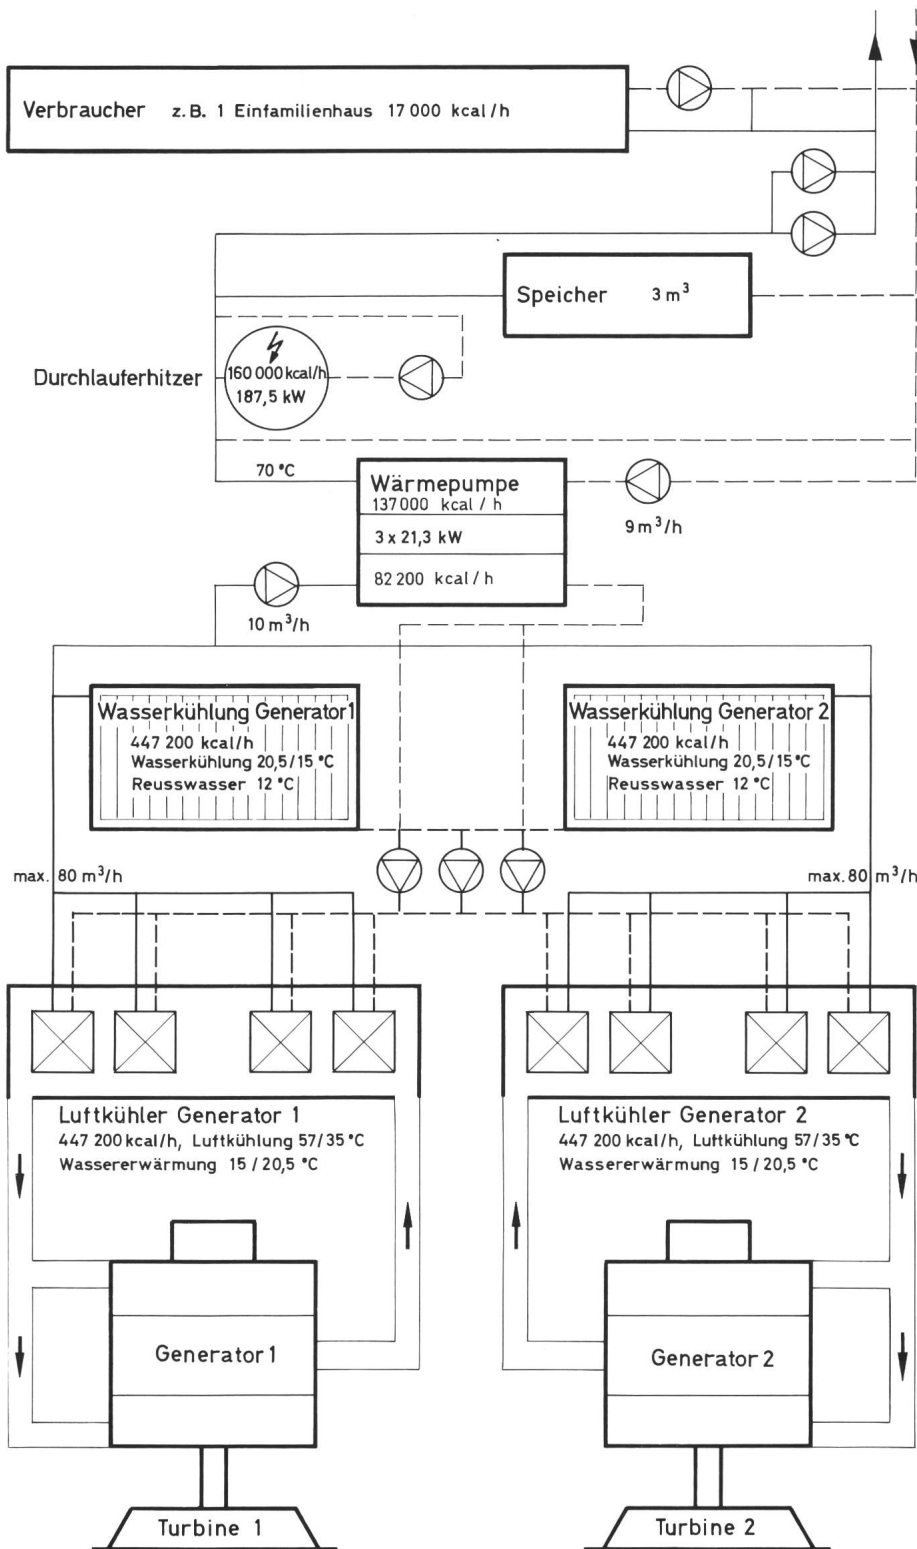 Verbraucher z.B. 1 Einfamilienhaus 17 000 kcal/h
Speicher 3 m³
Durchlauferhitzer
160 000 kcal/h
187,5 kW
70 °C
Wärmepumpe
137 000 kcal / h
3 x 21,3 kW
82 200 kcal / h
9 m³/h
10 m³/h
Wasserkühlung Generator 1
447 200 kcal/h
Wasserkühlung 20,5/15 °C
Reusswasser 12 °C
Wasserkühlung Generator 2
447 200 kcal/h
Wasserkühlung 20,5/15 °C
Reusswasser 12 °C
max. 80 m³/h
max. 80 m³/h
Luftkühler Generator 1
447 200 kcal/h, Luftkühlung 57/35 °C
Wassererwärmung 15 / 20,5 °C
Luftkühler Generator 2
447 200 kcal/h, Luftkühlung 57/35 °C
Wassererwärmung 15 / 20,5 °C
Generator 1
Generator 2
Turbine 1
Turbine 2